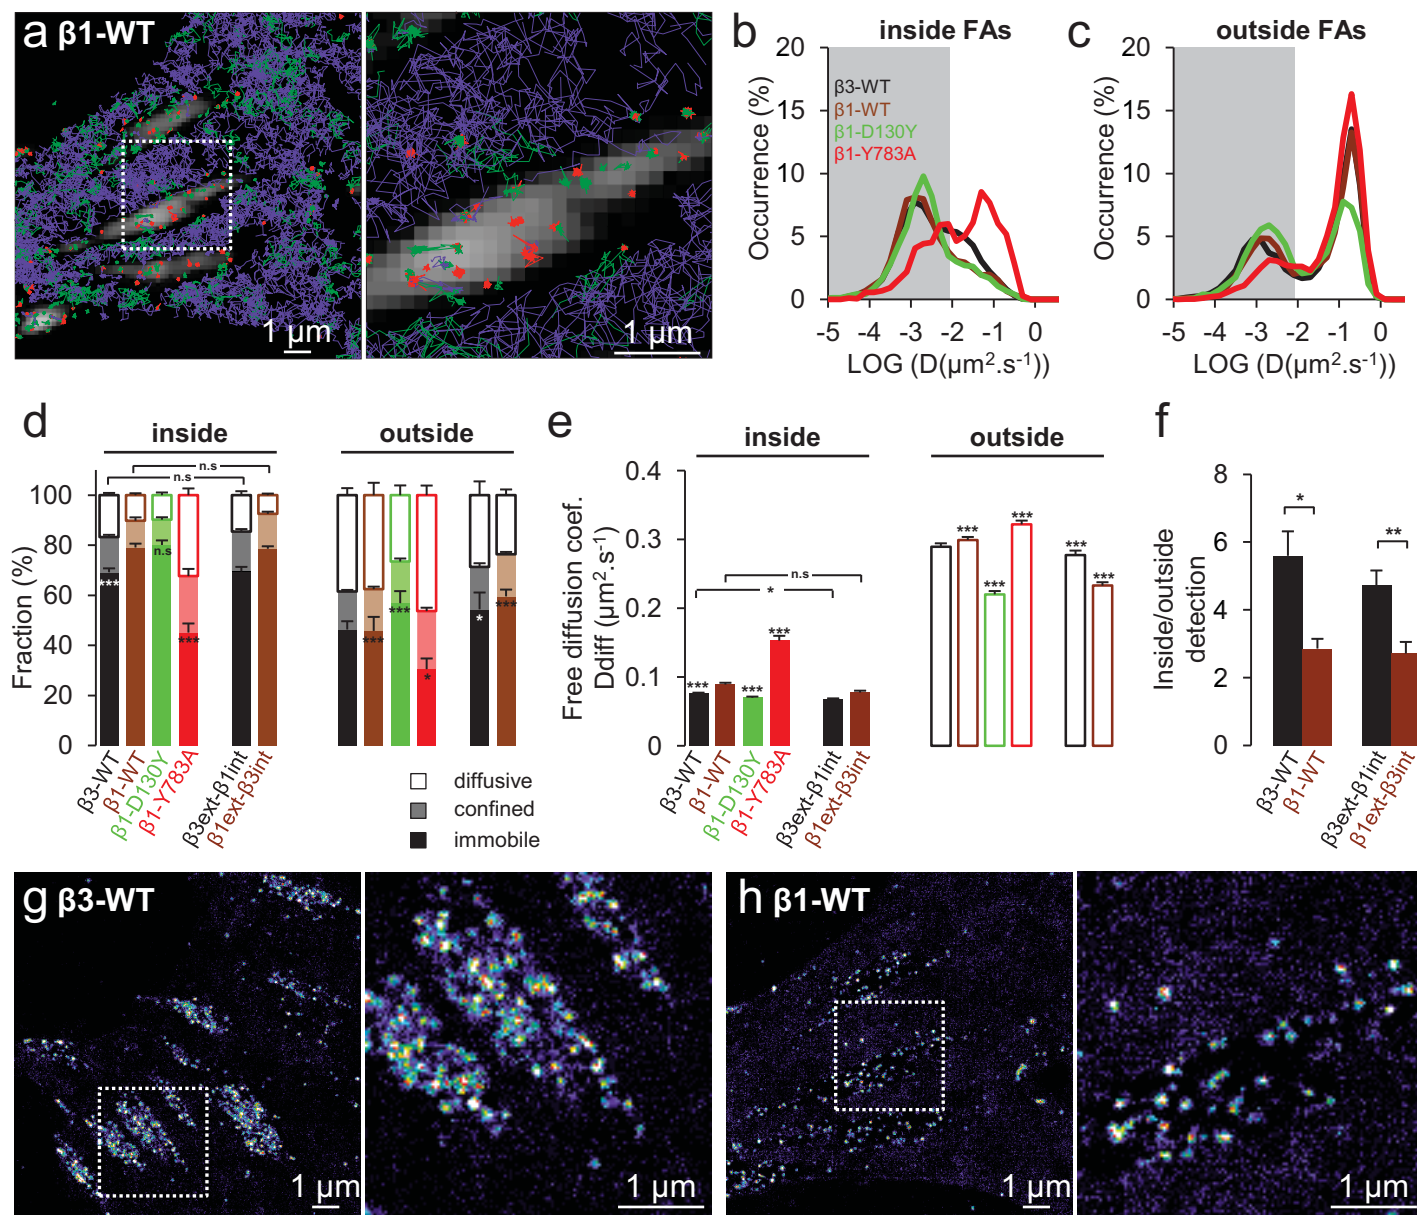 a β1-WT
1 µm
1 µm
b
inside FAs
20
15
10
5
0
Occurrence (%)
β3-WT
β1-WT
β1-D130Y
β1-Y783A
-5 -4 -3 -2 -1 0
LOG (D(µm².s⁻¹))
c
outside FAs
20
15
10
5
0
Occurrence (%)
-5 -4 -3 -2 -1 0
LOG (D(µm².s⁻¹))
d
inside
outside
n.s
n.s
100
80
60
40
20
0
Fraction (%)
***
n.s
***
***
***
*
*
***
β3-WT
β1-WT
β1-D130Y
β1-Y783A
β3ext-β1int
β1ext-β3int
diffusive
confined
immobile
e
inside
outside
0.4
0.3
0.2
0.1
0
Free diffusion coef.
Ddiff (µm².s⁻¹)
n.s
*
***
***
***
***
***
***
***
***
β3-WT
β1-WT
β1-D130Y
β1-Y783A
β3ext-β1int
β1ext-β3int
f
8
6
4
2
0
Inside/outside
detection
*
**
β3-WT
β1-WT
β3ext-β1int
β1ext-β3int
g β3-WT
1 µm
1 µm
h β1-WT
1 µm
1 µm